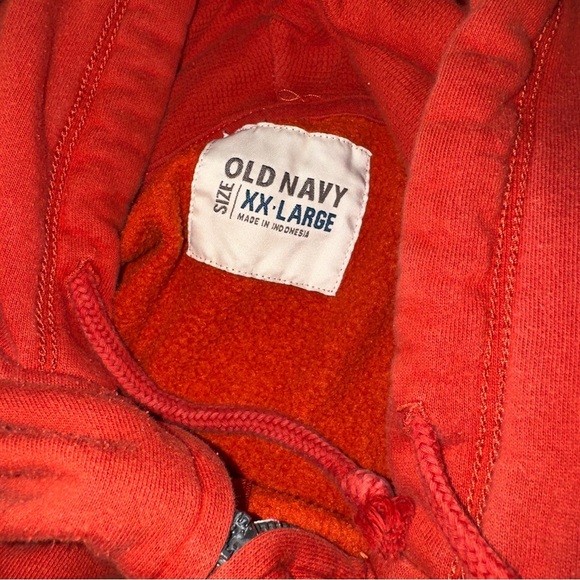 OLD NAVY
SIZE
XX·LARGE
MADE IN INDONESIA